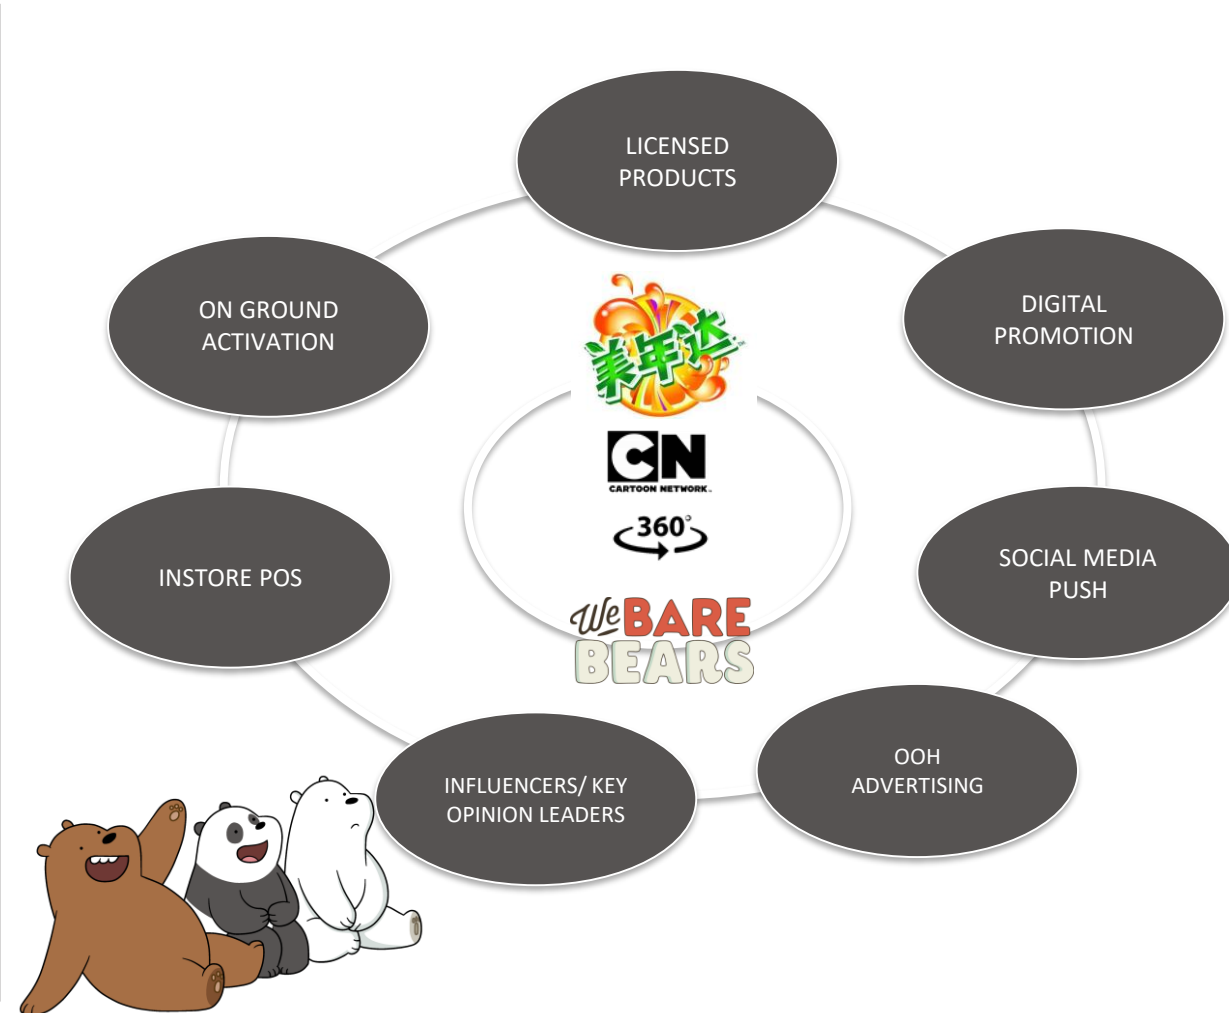 LICENSED
PRODUCTS
ON GROUND
ACTIVATION
DIGITAL
PROMOTION
美年达
CN
CARTOON NETWORK.
360°
INSTORE POS
SOCIAL MEDIA
PUSH
We BARE
BEARS
INFLUENCERS/ KEY
OPINION LEADERS
OOH
ADVERTISING